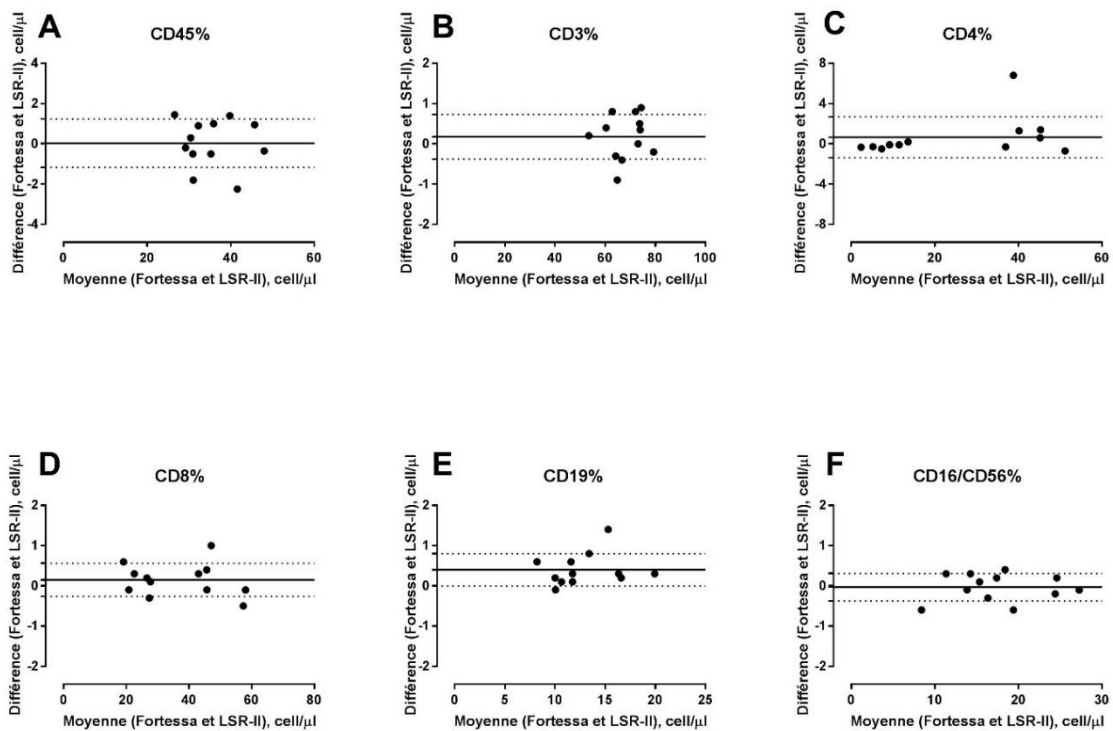 A
CD45%
Différence (Fortessa et LSR-II), cell/µl
4
2
0
-2
-4
0 20 40 60
Moyenne (Fortessa et LSR-II), cell/µl
B
CD3%
Différence (Fortessa et LSR-II), cell/µl
2
1
0
-1
-2
0 20 40 60 80 100
Moyenne (Fortessa et LSR-II), cell/µl
C
CD4%
Différence (Fortessa et LSR-II), cell/µl
8
4
0
-4
-8
0 20 40 60
Moyenne (Fortessa et LSR-II), cell/µl
D
CD8%
Différence (Fortessa et LSR-II), cell/µl
2
1
0
-1
-2
0 20 40 60 80
Moyenne (Fortessa et LSR-II), cell/µl
E
CD19%
Différence (Fortessa et LSR-II), cell/µl
2
1
0
-1
-2
0 5 10 15 20 25
Moyenne (Fortessa et LSR-II), cell/µl
F
CD16/CD56%
Différence (Fortessa et LSR-II), cell/µl
2
1
0
-1
-2
0 10 20 30
Moyenne (Fortessa et LSR-II), cell/µl